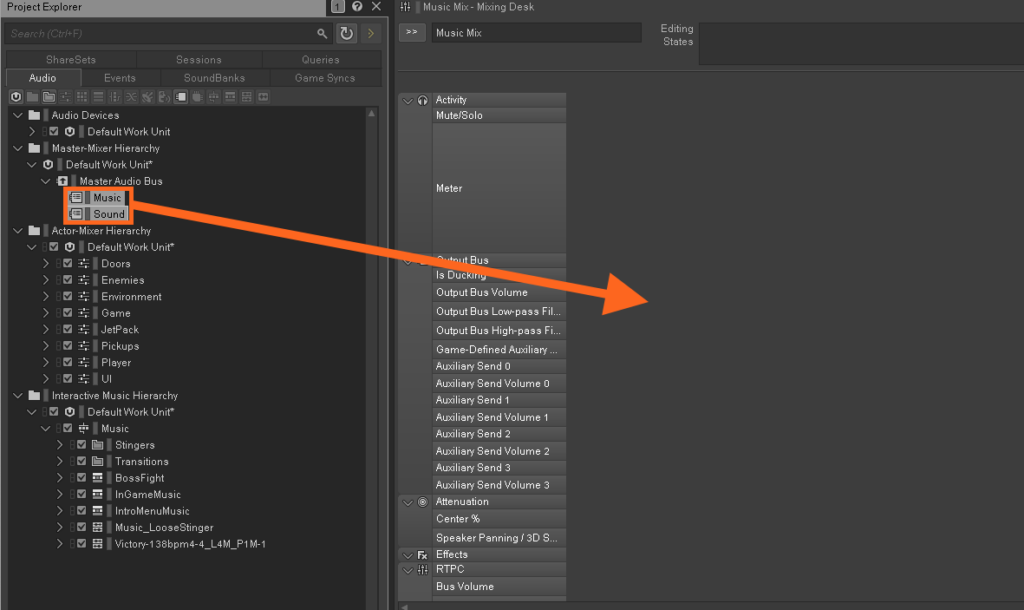 Project Explorer
1
Search (Ctrl+F)
ShareSets
Sessions
Queries
Audio
Events
SoundBanks
Game Syncs
Audio Devices
Default Work Unit
Master-Mixer Hierarchy
Default Work Unit*
Master Audio Bus
Music
Sound
Actor-Mixer Hierarchy
Default Work Unit*
Doors
Enemies
Environment
Game
JetPack
Pickups
Player
UI
Interactive Music Hierarchy
Default Work Unit*
Music
Stingers
Transitions
BossFight
InGameMusic
IntroMenuMusic
Music_LooseStinger
Victory-138bpm4-4_L4M_P1M-1
Music Mix - Mixing Desk
>>
Music Mix
Editing
States
Activity
Mute/Solo
Meter
Output Bus
Is Ducking
Output Bus Volume
Output Bus Low-pass Fil...
Output Bus High-pass Fi...
Game-Defined Auxiliary ...
Auxiliary Send 0
Auxiliary Send Volume 0
Auxiliary Send 1
Auxiliary Send Volume 1
Auxiliary Send 2
Auxiliary Send Volume 2
Auxiliary Send 3
Auxiliary Send Volume 3
Attenuation
Center %
Speaker Panning / 3D S...
Fx Effects
RTPC
Bus Volume